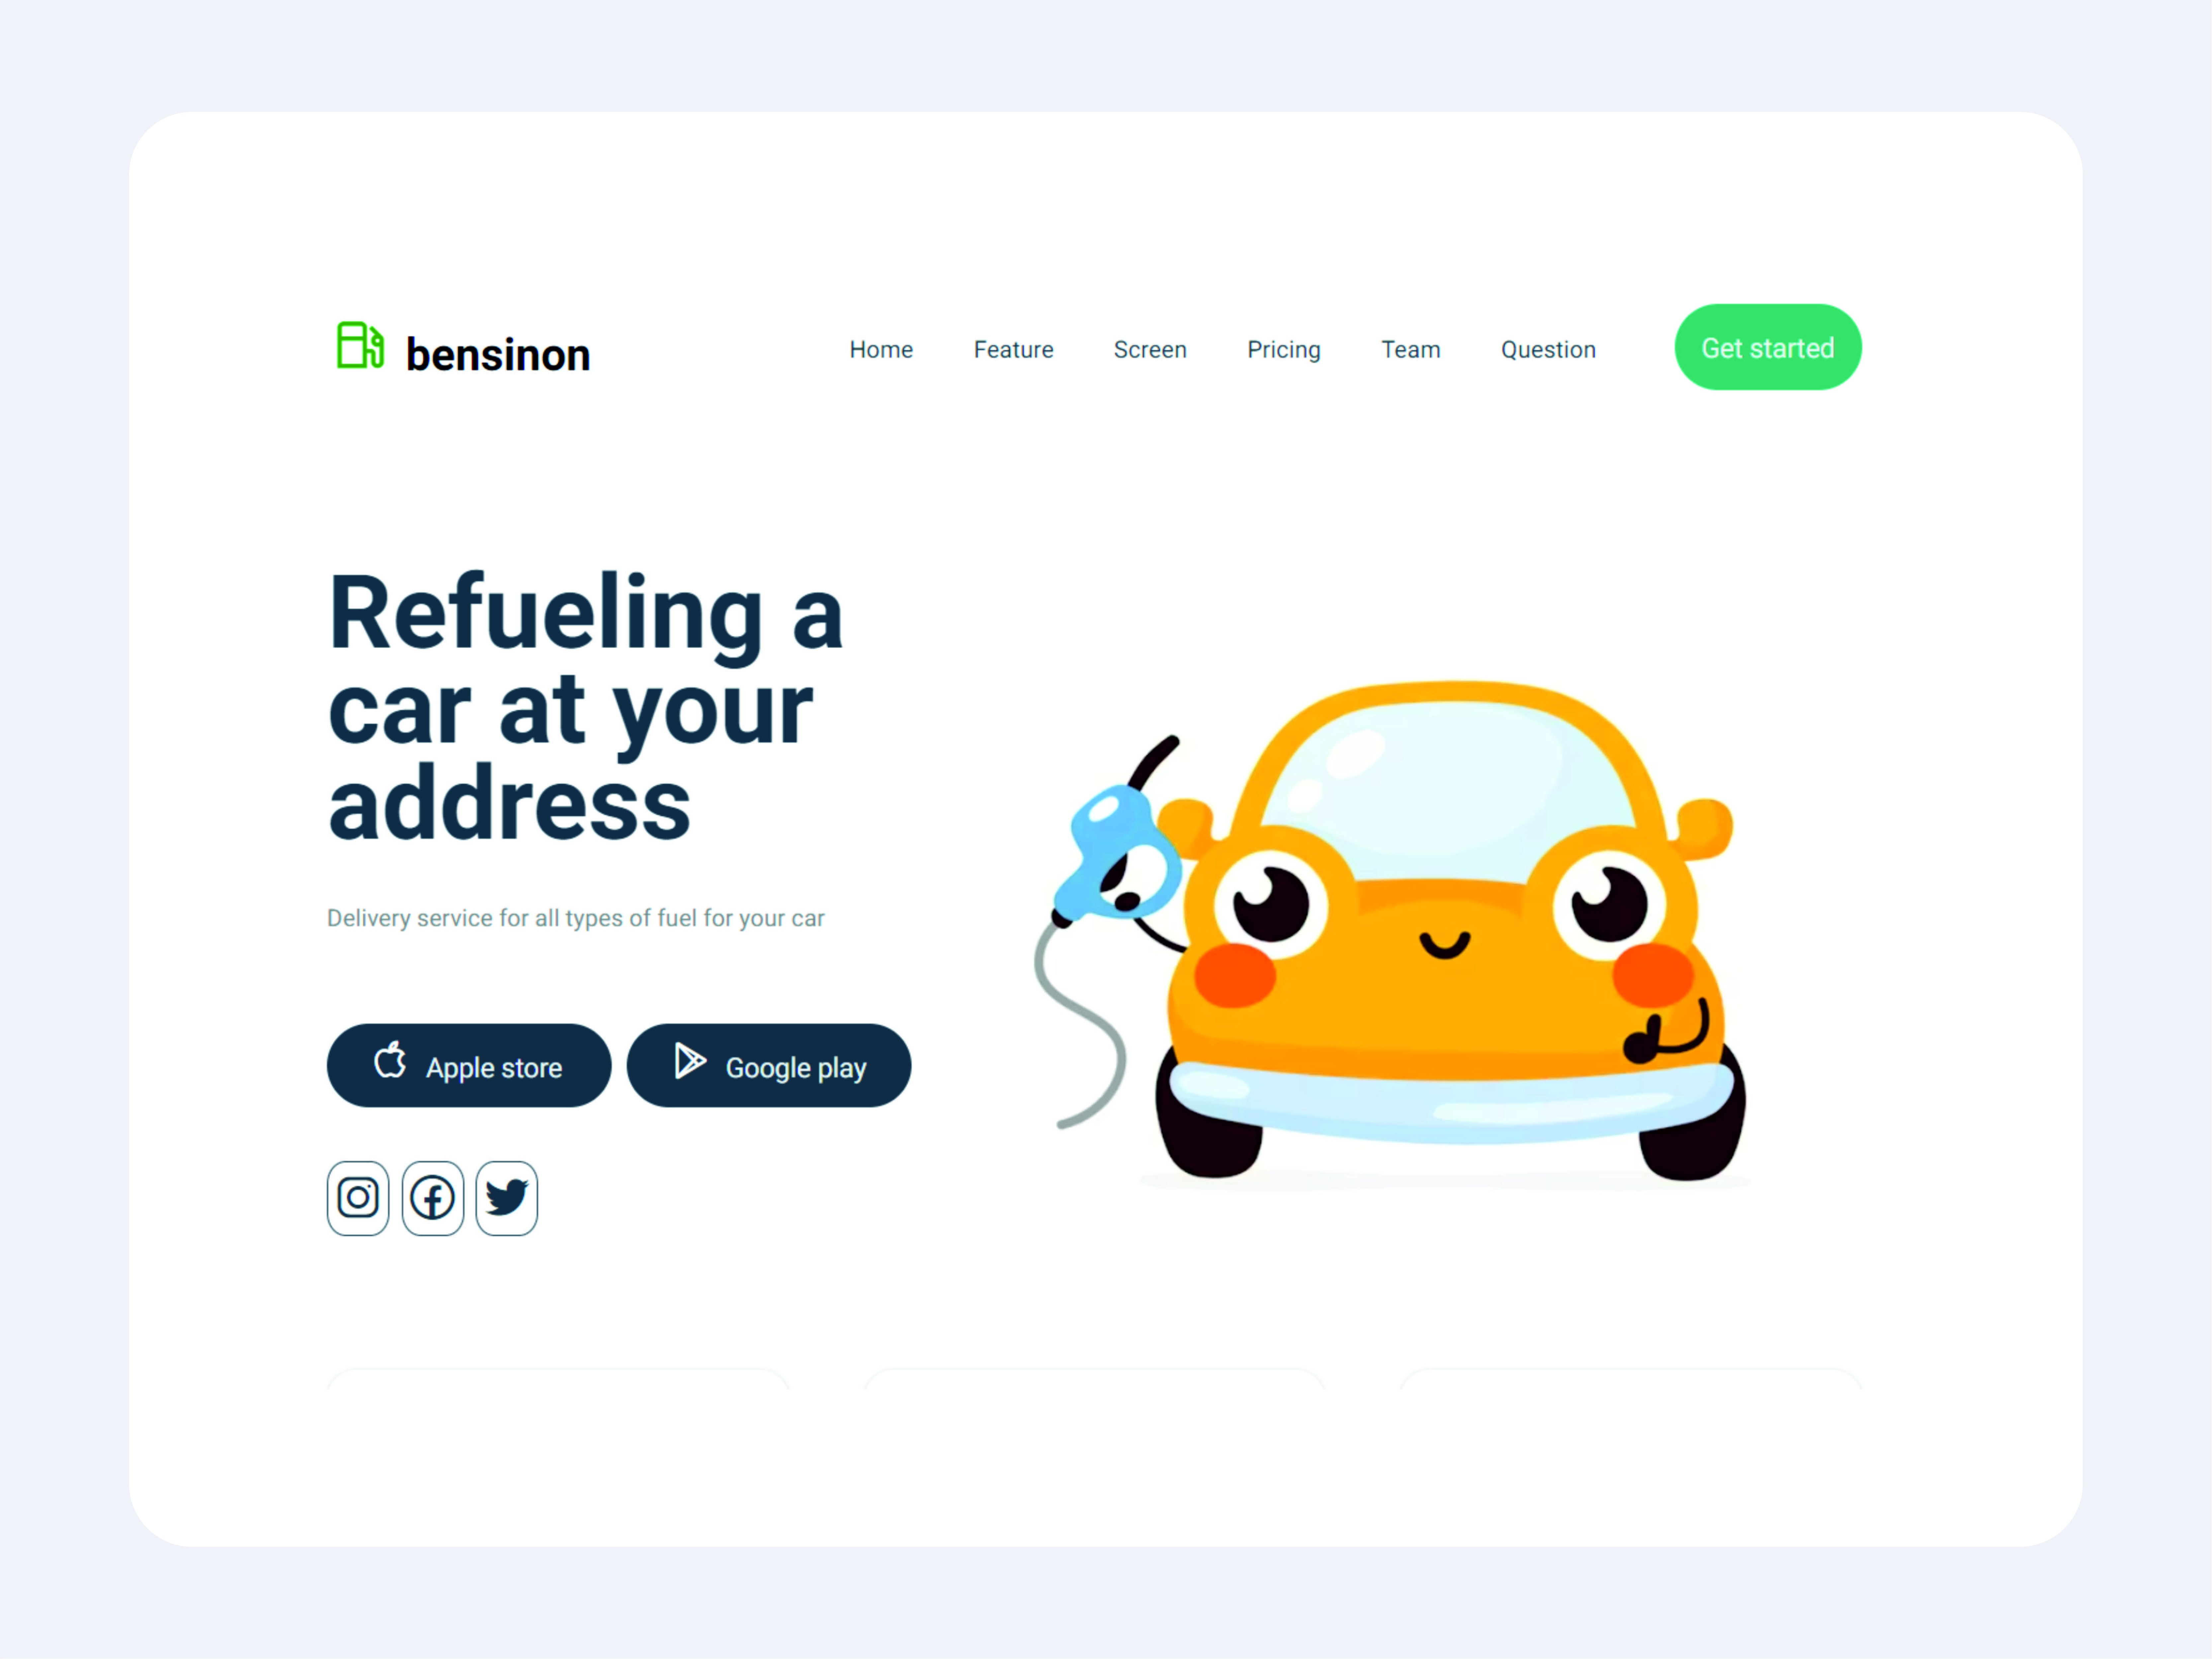 bensinon
Home Feature Screen Pricing Team Question Get started
Refueling a
car at your
address
Delivery service for all types of fuel for your car
Apple store Google play